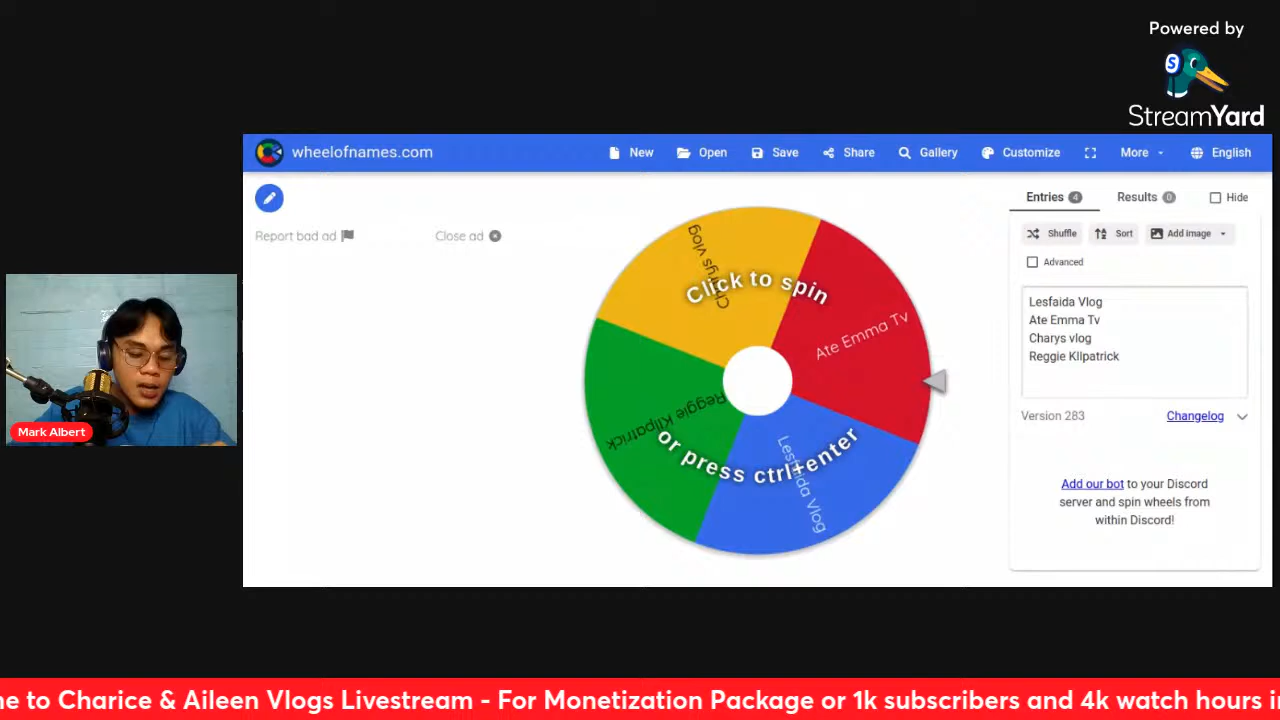 Powered by
StreamYard
wheelofnames.com
New
Open
Save
Share
Gallery
Customize
More
English
Report bad ad
Close ad
Entries 4
Results 0
Hide
Shuffle
Sort
Add image
Advanced
Lesfaida Vlog
Ate Emma Tv
Charys vlog
Reggie KIlpatrick
Version 283
Changelog
Add our bot to your Discord
server and spin wheels from
within Discord!
Charys vlog
Click to spin
Ate Emma Tv
Reggie KIlpatrick
or press ctrl+enter
Lesfaida Vlog
Mark Albert
to Charice & Aileen Vlogs Livestream - For Monetization Package or 1k subscribers and 4k watch hours